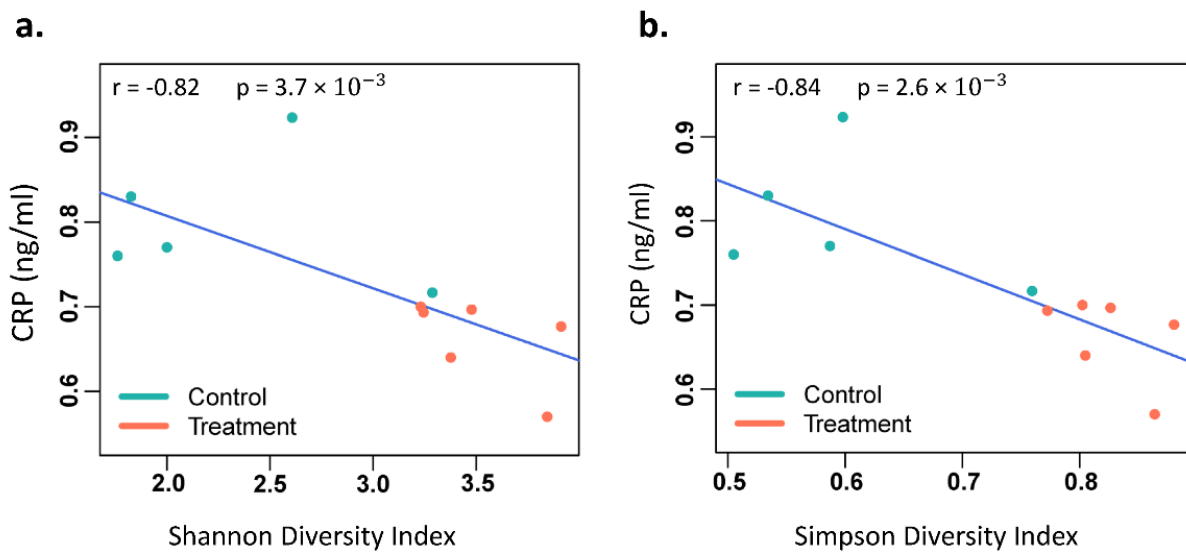 a.
r = -0.82 p = 3.7 × 10⁻³
CRP (ng/ml)
0.9
0.8
0.7
0.6
Control
Treatment
2.0 2.5 3.0 3.5
Shannon Diversity Index
b.
r = -0.84 p = 2.6 × 10⁻³
CRP (ng/ml)
0.9
0.8
0.7
0.6
Control
Treatment
0.5 0.6 0.7 0.8
Simpson Diversity Index